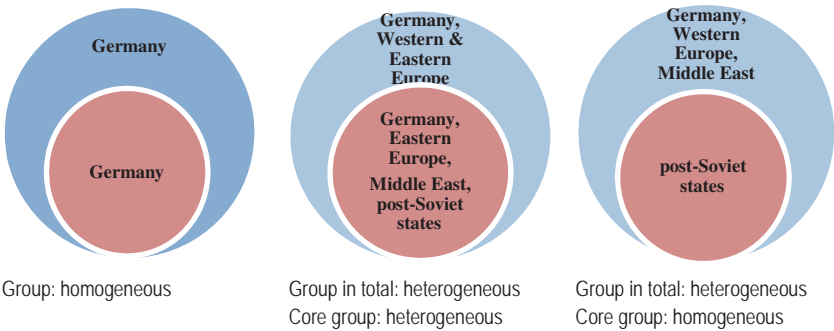 Germany
Germany
Group: homogeneous
Germany,
Western &
Eastern
Europe
Germany,
Eastern
Europe,
Middle East,
post-Soviet
states
Group in total: heterogeneous
Core group: heterogeneous
Germany,
Western
Europe,
Middle East
post-Soviet
states
Group in total: heterogeneous
Core group: homogeneous